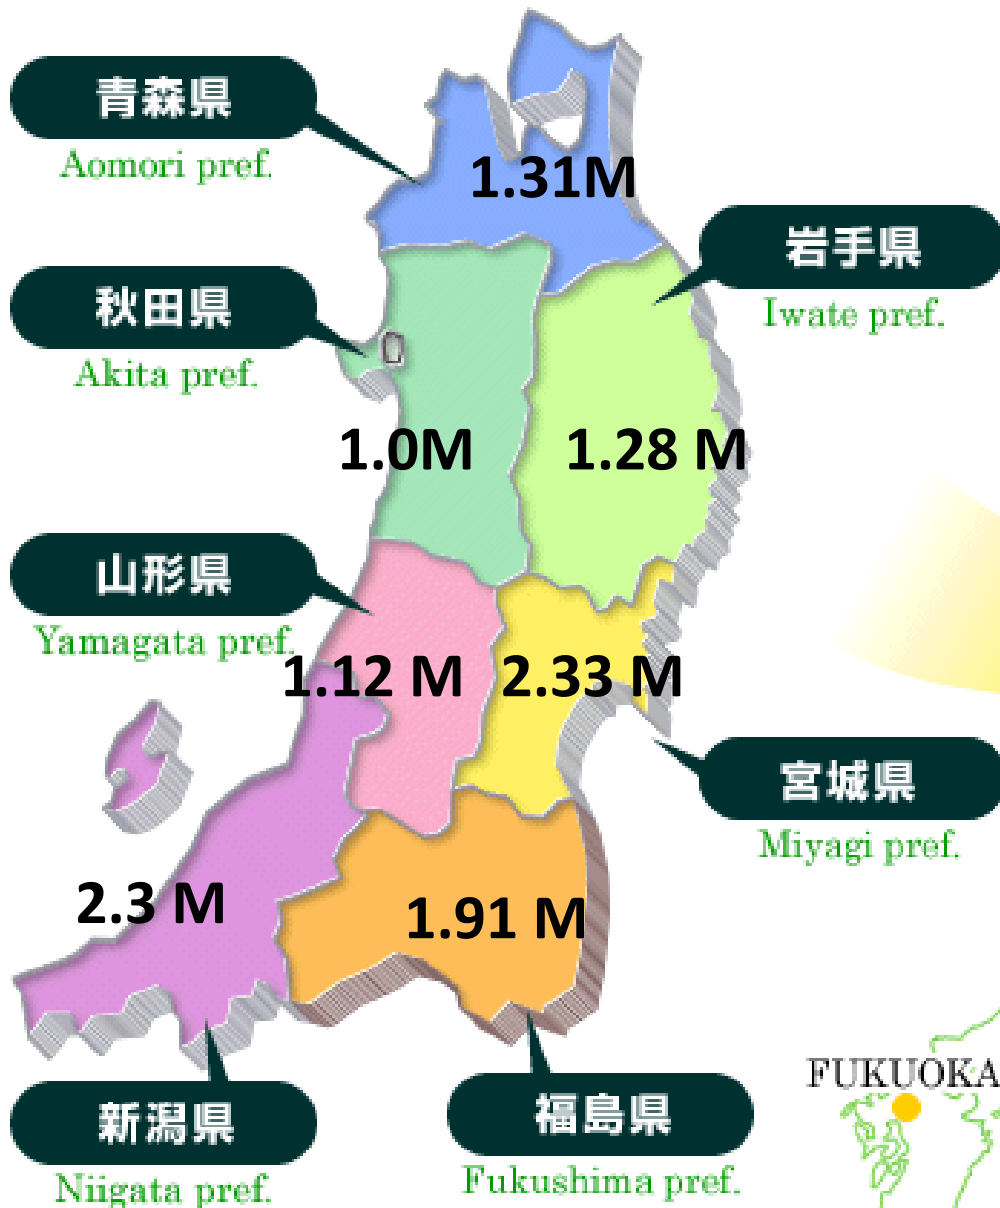 青森県
Aomori pref.
1.31M
岩手県
Iwate pref.
秋田県
Akita pref.
1.0M
1.28 M
山形県
Yamagata pref.
1.12 M
2.33 M
宮城県
Miyagi pref.
2.3 M
1.91 M
FUKUOKA
新潟県
Niigata pref.
福島県
Fukushima pref.